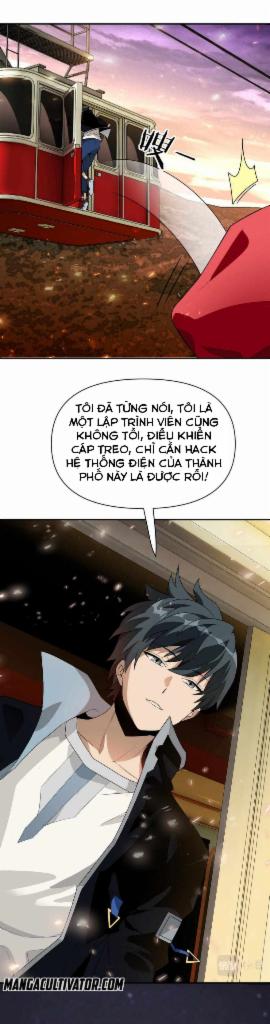 TÔI ĐÃ TỪNG NÓI, TÔI LÀ
MỘT LẬP TRÌNH VIÊN CŨNG
KHÔNG TỒI, ĐIỀU KHIỂN
CÁP TREO, CHỈ CẦN HACK
HỆ THỐNG ĐIỆN CỦA THÀNH
PHỐ NÀY LÀ ĐƯỢC RỒI!
MANGACULTIVATOR.COM